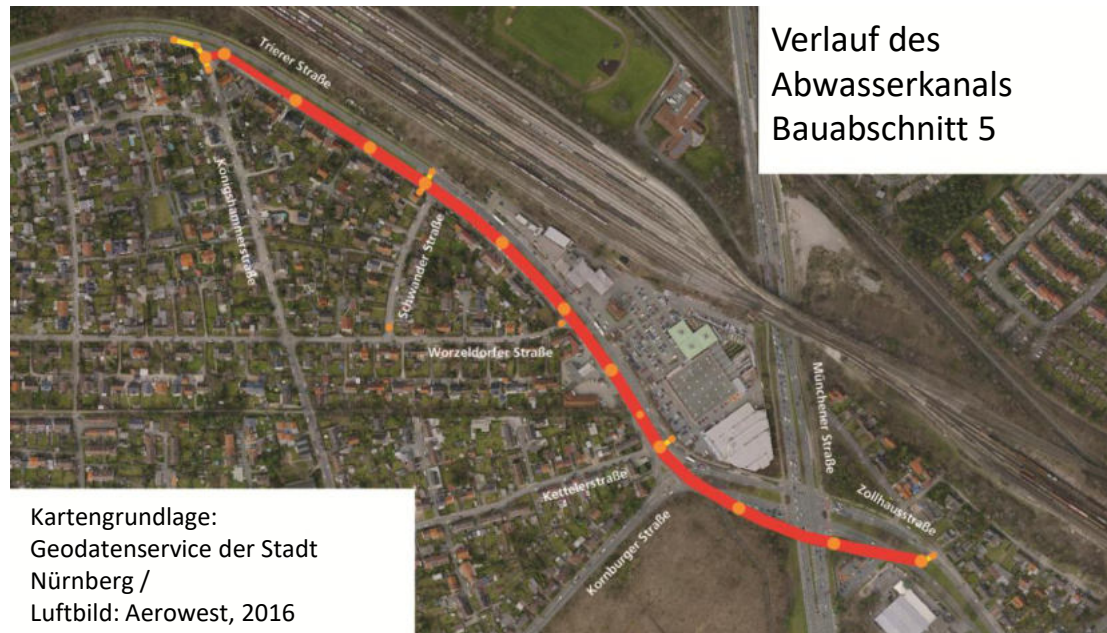 Verlauf des
Abwasserkanals
Bauabschnitt 5
Trierer Straße
Königshammerstraße
Schwander Straße
Worzeldorfer Straße
Münchener Straße
Kettelerstraße
Zollhausstraße
Kornburger Straße
Kartengrundlage:
Geodatenservice der Stadt
Nürnberg /
Luftbild: Aerowest, 2016